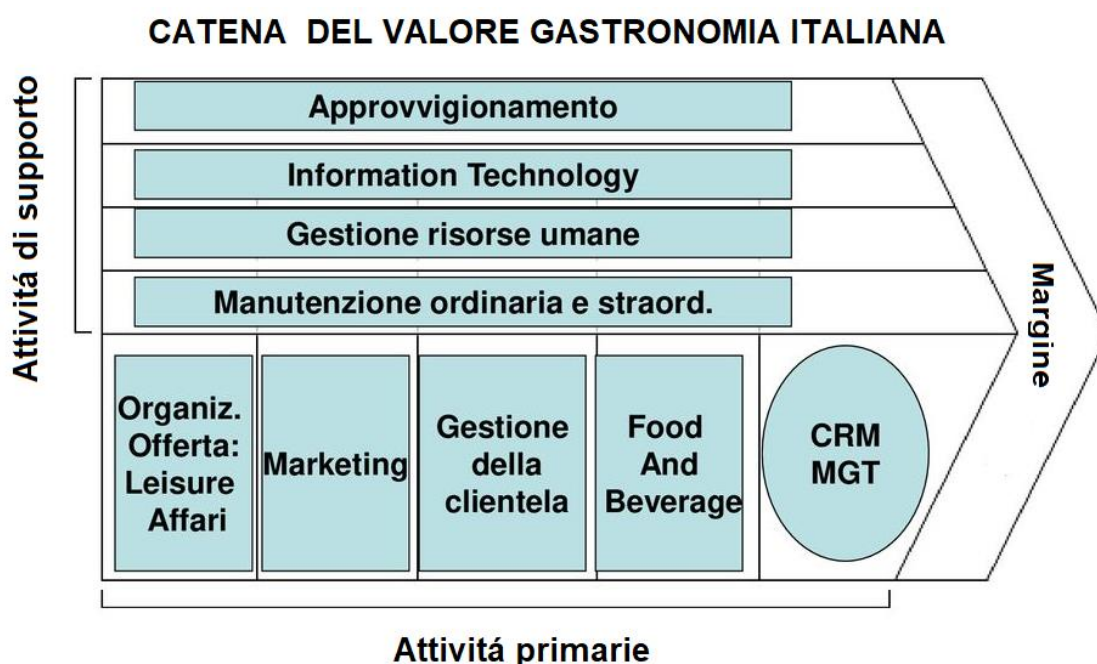 CATENA  DEL VALORE GASTRONOMIA ITALIANA
Attivitá di supporto
Approvvigionamento
Information Technology
Gestione risorse umane
Manutenzione ordinaria e straord.
Margine
Organiz.
Offerta:
Leisure
Affari
Marketing
Gestione
della
clientela
Food
And
Beverage
CRM
MGT
Attivitá primarie